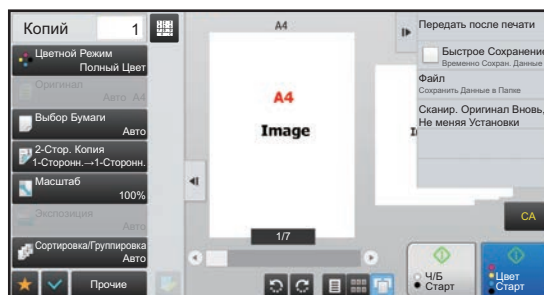 Копий 1
Цветной Режим
Полный Цвет
Оригинал
Авто A4
Выбор Бумаги
Авто
2-Стор. Копия
1-Сторонн.→1-Сторонн.
Масштаб
100%
Экспозиция
Авто
Сортировка/Группировка
Авто
Прочие
A4
A4
Image
1/7
Передать после печати
Быстрое Сохранение
Временно Сохран. Данные
Файл
Сохранить Данные в Папке
Сканир. Оригинал Вновь,
Не меняя Установки
CA
Ч/Б
Старт
Цвет
Старт